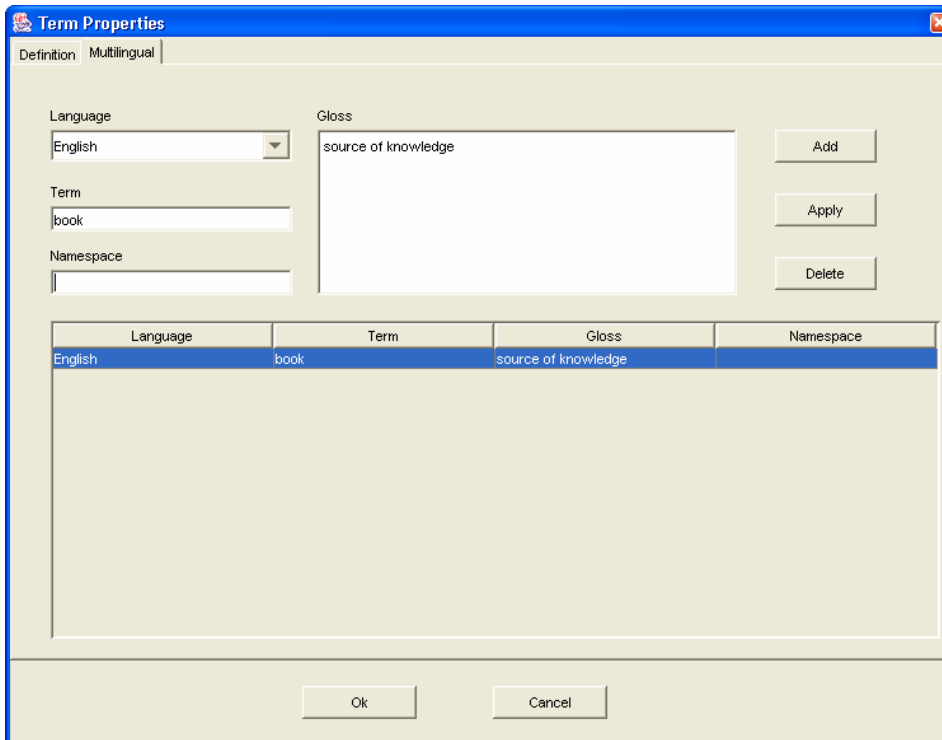 Term Properties
Definition Multilingual
Language Gloss
English source of knowledge Add
Term
book Apply
Namespace
Delete
Language Term Gloss Namespace
English book source of knowledge
Ok Cancel